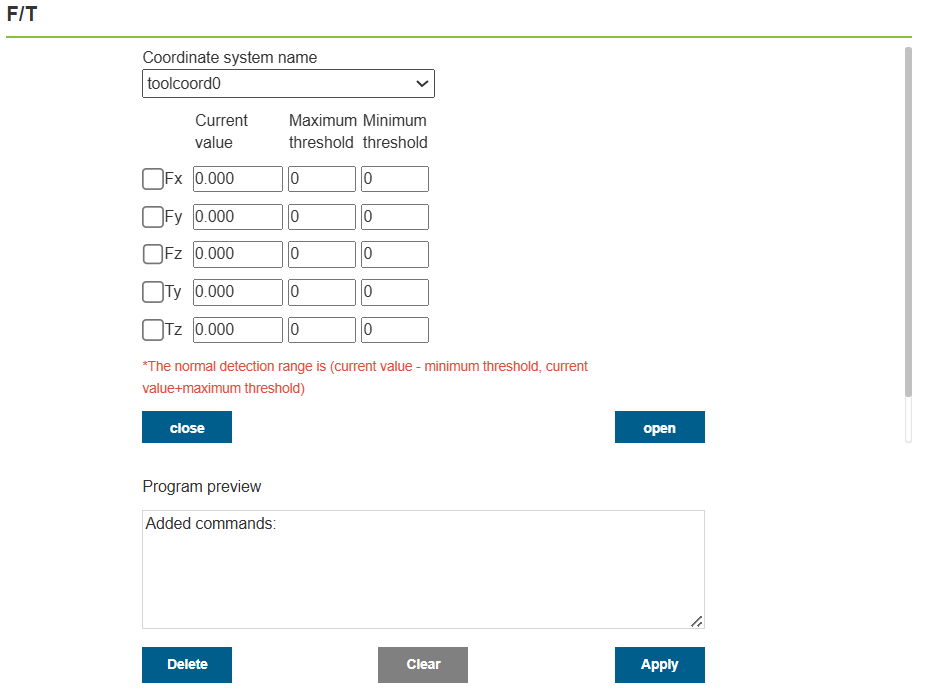 F/T
Coordinate system name
toolcoord0
Current Maximum Minimum
value threshold threshold
Fx 0.000 0 0
Fy 0.000 0 0
Fz 0.000 0 0
Ty 0.000 0 0
Tz 0.000 0 0
*The normal detection range is (current value - minimum threshold, current
value+maximum threshold)
close open
Program preview
Added commands:
Delete Clear Apply